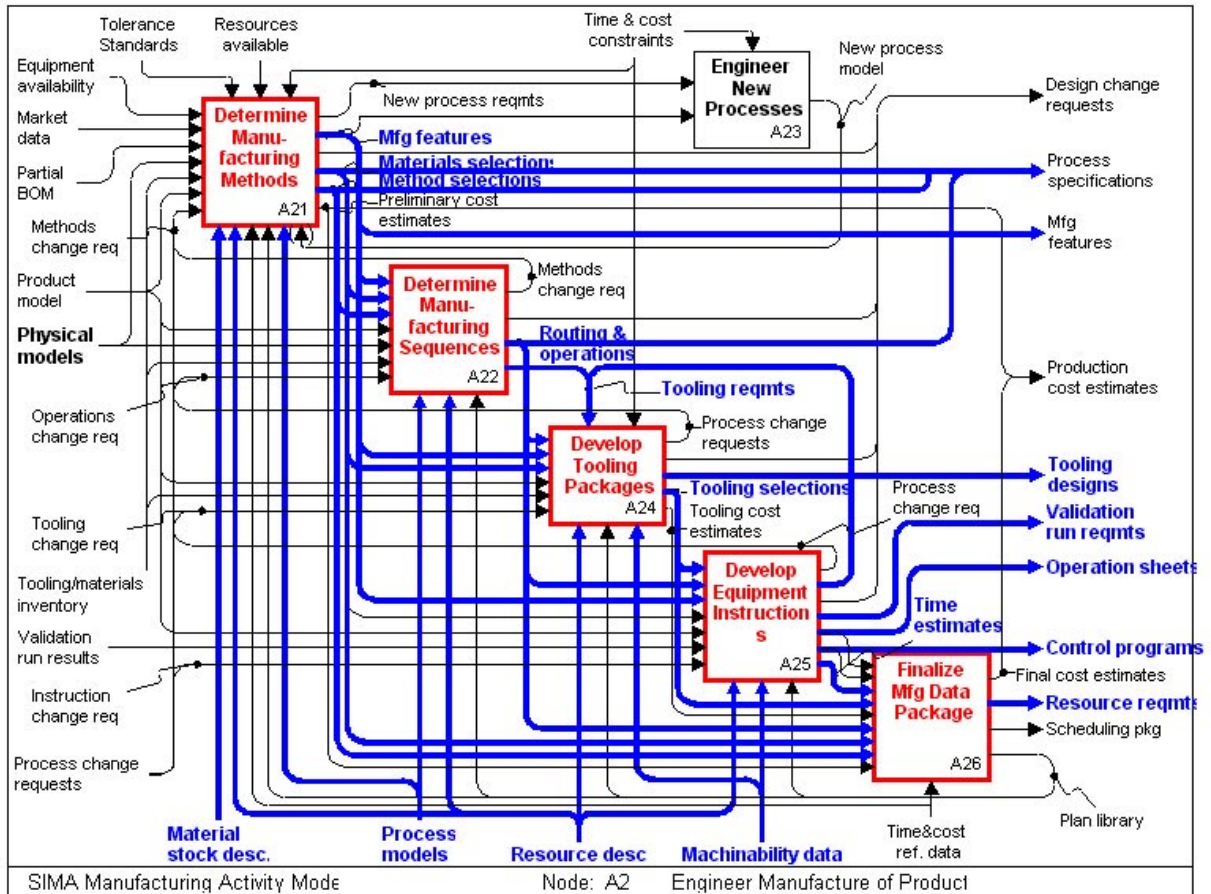 Tolerance
Standards
Resources
available
Time & cost
constraints
New process
model
Equipment
availability
Market
data
Partial
BOM
Methods
change req
Product
model
Physical
models
Operations
change req
Tooling
change req
Tooling/materials
inventory
Validation
run results
Instruction
change req
Process change
requests
Determine
Manu-
facturing
Methods
A21
New process reqmts
Engineer
New
Processes
A23
Mfg features
Materials selections
Method selections
Preliminary cost
estimates
Determine
Manu-
facturing
Sequences
A22
Methods
change req
Routing &
operations
Tooling reqmts
Develop
Tooling
Packages
A24
Process change
requests
Tooling selections
Tooling cost
estimates
Process
change req
Develop
Equipment
Instruction
s
A25
Time
estimates
Finalize
Mfg Data
Package
A26
Design change
requests
Process
specifications
Mfg
features
Production
cost estimates
Tooling
designs
Validation
run reqmts
Operation sheets
Control programs
Final cost estimates
Resource reqmts
Scheduling pkg
Plan library
Material
stock desc.
Process
models
Resource desc
Machinability data
Time&cost
ref. data
SIMA Manufacturing Activity Mode
Node: A2
Engineer Manufacture of Product